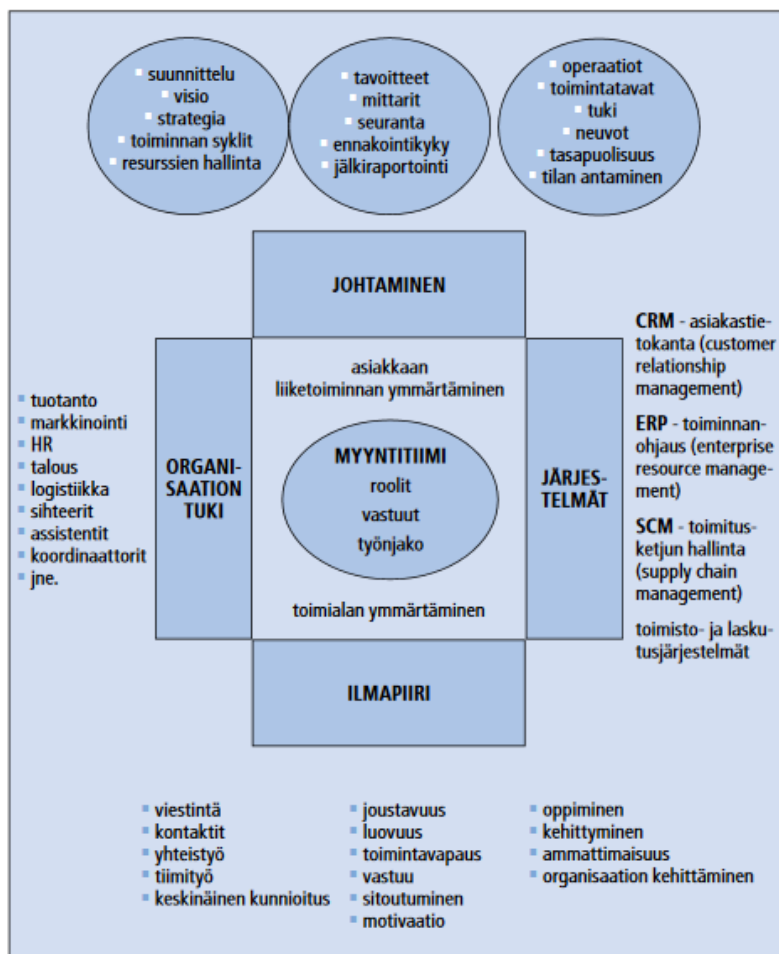 suunnittelu
visio
strategia
toiminnan syklit
resurssien hallinta
tavoitteet
mittarit
seuranta
ennakointikyky
jälkiraportointi
operaatiot
toimintatavat
tuki
neuvot
tasapuolisuus
tilan antaminen
JOHTAMINEN
tuotanto
markkinointi
HR
talous
logistiikka
sihteerit
assistentit
koordinaattorit
jne.
ORGANI-
SAATION
TUKI
asiakkaan
liiketoiminnan ymmärtäminen
MYYNTITIIMI
roolit
vastuut
työnjako
toimialan ymmärtäminen
JÄRJES-
TELMÄT
CRM - asiakastie-
tokanta (customer
relationship
management)
ERP - toiminnan-
ohjaus (enterprise
resource manage-
ment)
SCM - toimitus-
ketjun hallinta
(supply chain
management)
toimisto- ja lasku-
tusjärjestelmät
ILMAPIIRI
viestintä
kontaktit
yhteistyö
tiimityö
keskinäinen kunnioitus
joustavuus
luovuus
toimintavapaus
vastuu
sitoutuminen
motivaatio
oppiminen
kehittyminen
ammattimaisuus
organisaation kehittäminen